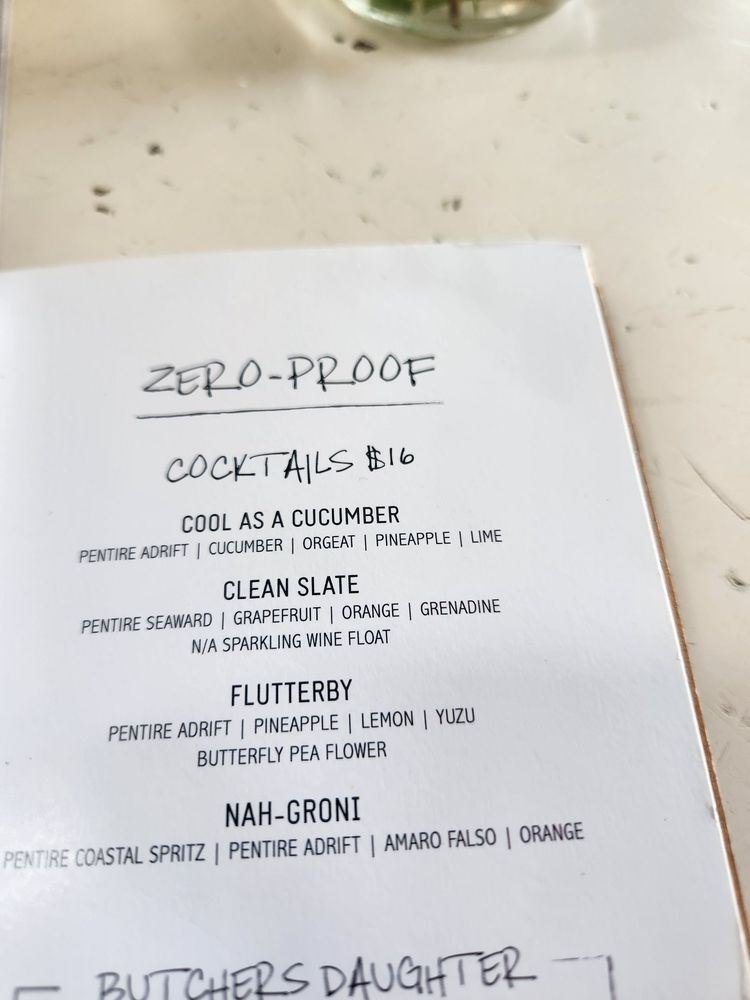 ZERO-PROOF
COCKTAILS $16
COOL AS A CUCUMBER
PENTIRE ADRIFT | CUCUMBER | ORGEAT | PINEAPPLE | LIME
CLEAN SLATE
PENTIRE SEAWARD | GRAPEFRUIT | ORANGE | GRENADINE
N/A SPARKLING WINE FLOAT
FLUTTERBY
PENTIRE ADRIFT | PINEAPPLE | LEMON | YUZU
BUTTERFLY PEA FLOWER
NAH-GRONI
PENTIRE COASTAL SPRITZ | PENTIRE ADRIFT | AMARO FALSO | ORANGE
BUTCHERS DAUGHTER